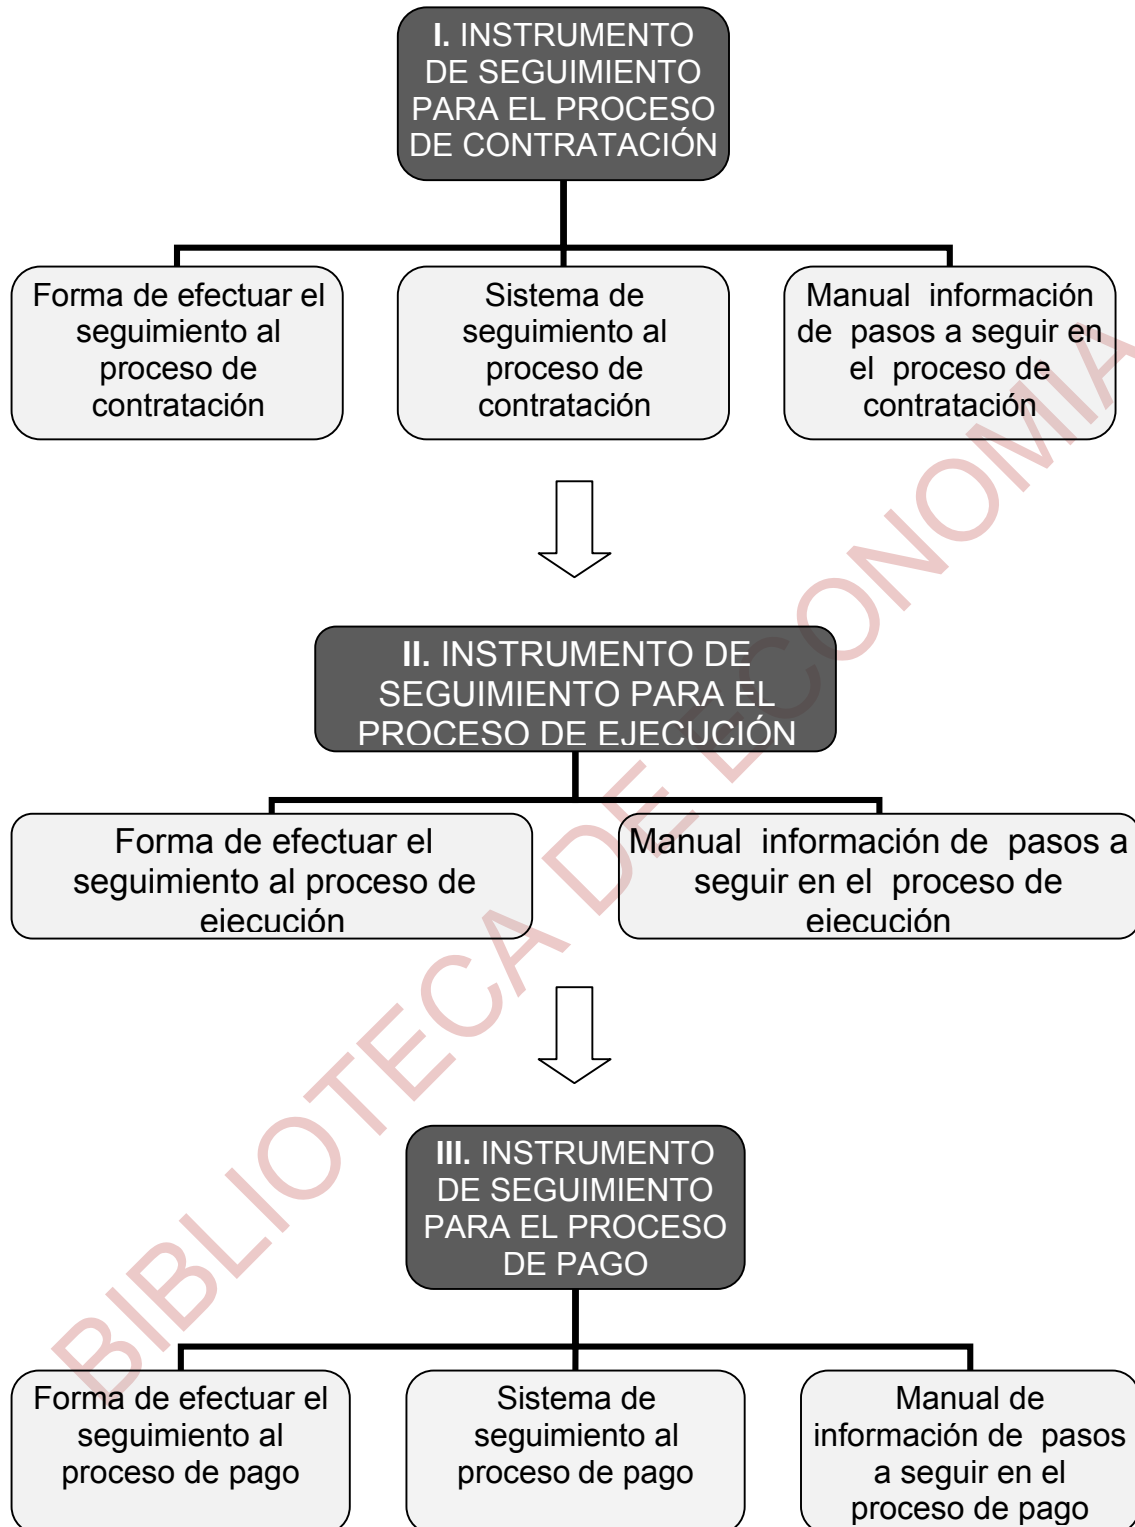 I. INSTRUMENTO
DE SEGUIMIENTO
PARA EL PROCESO
DE CONTRATACIÓN
Forma de efectuar el
seguimiento al
proceso de
contratación
Sistema de
seguimiento al
proceso de
contratación
Manual información
de pasos a seguir en
el proceso de
contratación
II. INSTRUMENTO DE
SEGUIMIENTO PARA EL
PROCESO DE EJECUCIÓN
Forma de efectuar el
seguimiento al proceso de
ejecución
Manual información de pasos a
seguir en el proceso de
ejecución
III. INSTRUMENTO
DE SEGUIMIENTO
PARA EL PROCESO
DE PAGO
Forma de efectuar el
seguimiento al
proceso de pago
Sistema de
seguimiento al
proceso de pago
Manual de
información de pasos
a seguir en el
proceso de pago
BIBLIOTECA DE ECONOMIA